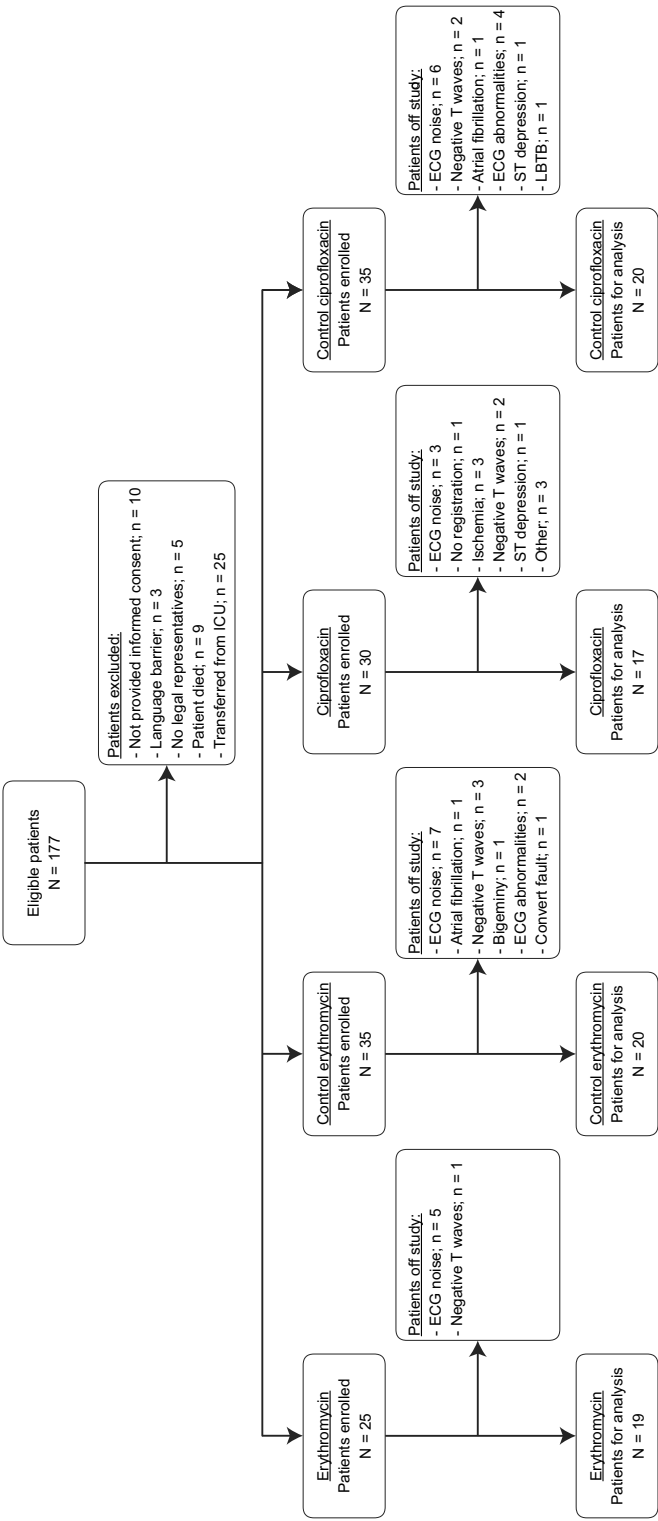 Eligible patients
N = 177
Patients excluded:
- Not provided informed consent; n = 10
- Language barrier; n = 3
- No legal representatives; n = 5
- Patient died; n = 9
- Transferred from ICU; n = 25
Erythromycin
Patients enrolled
N = 25
Control erythromycin
Patients enrolled
N = 35
Ciprofloxacin
Patients enrolled
N = 30
Control ciprofloxacin
Patients enrolled
N = 35
Patients off study:
- ECG noise; n = 5
- Negative T waves; n = 1
Patients off study:
- ECG noise; n = 7
- Atrial fibrillation; n = 1
- Negative T waves; n = 3
- Bigeminy; n = 1
- ECG abnormalities; n = 2
- Convert fault; n = 1
Patients off study:
- ECG noise; n = 3
- No registration; n = 1
- Ischemia; n = 3
- Negative T waves; n = 2
- ST depression; n = 1
- Other; n = 3
Patients off study:
- ECG noise; n = 6
- Negative T waves; n = 2
- Atrial fibrillation; n = 1
- ECG abnormalities; n = 4
- ST depression; n = 1
- LBTB; n = 1
Erythromycin
Patients for analysis
N = 19
Control erythromycin
Patients for analysis
N = 20
Ciprofloxacin
Patients for analysis
N = 17
Control ciprofloxacin
Patients for analysis
N = 20